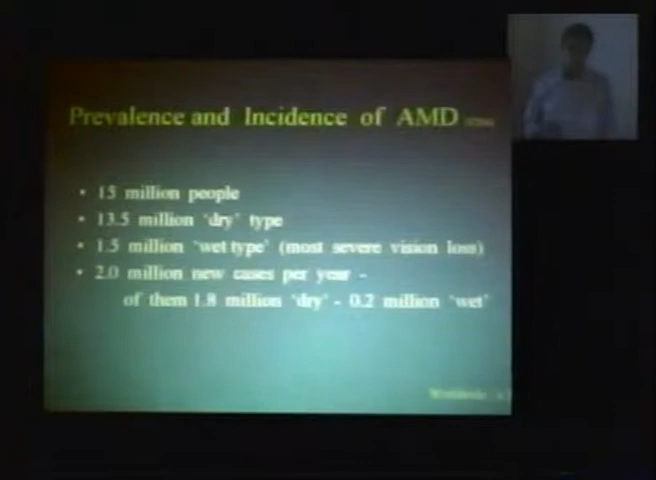 Prevalence and Incidence of AMD
• 15 million people
• 13.5 million 'dry' type
• 1.5 million 'wet type' (most severe vision loss)
• 2.0 million new cases per year -
of them 1.8 million 'dry' - 0.2 million 'wet'